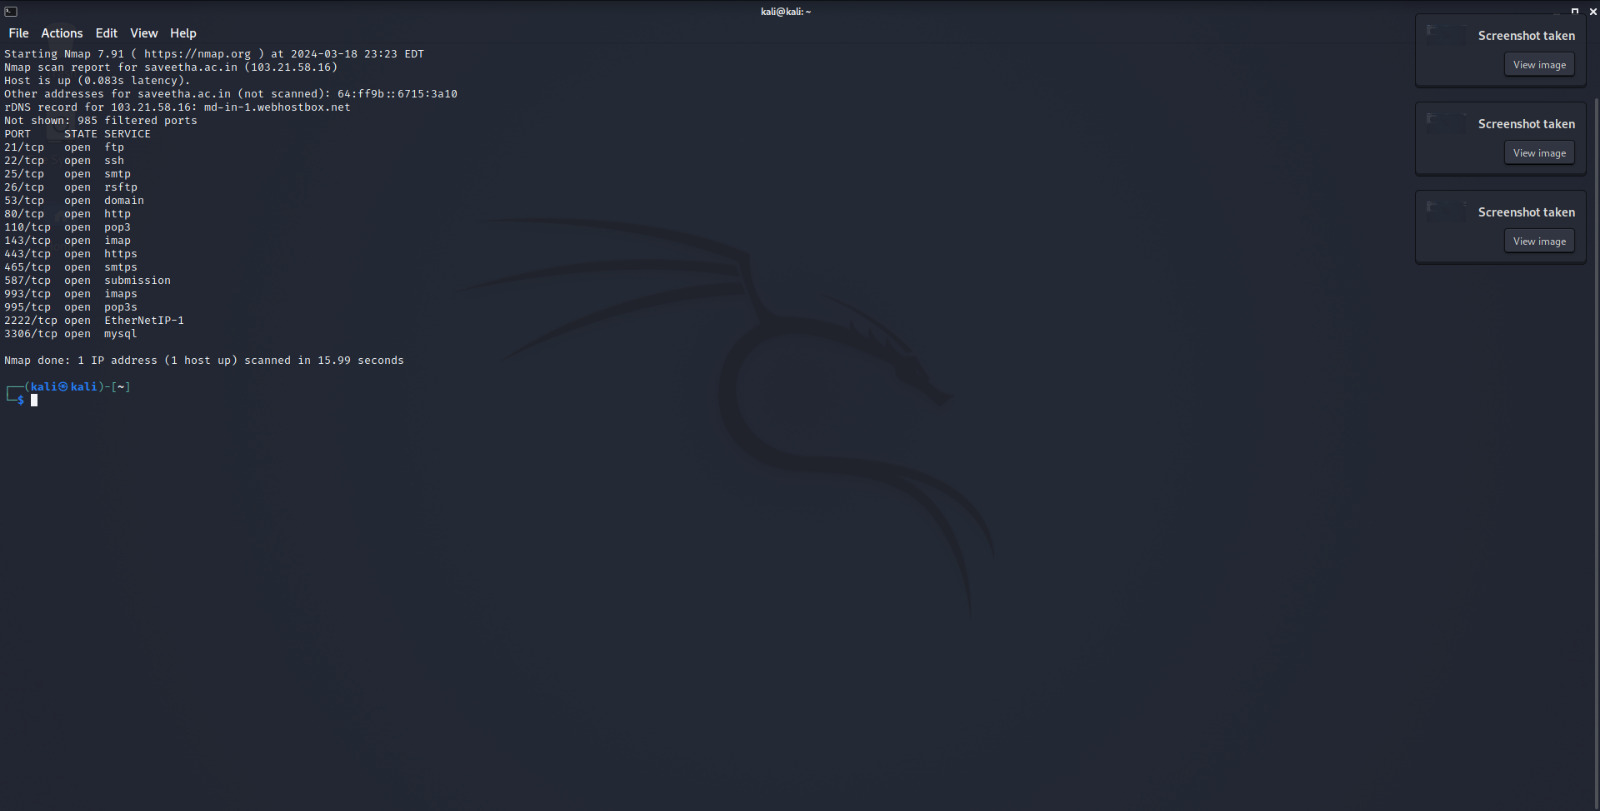 kali@kali: ~
File Actions Edit View Help
Starting Nmap 7.91 ( https://nmap.org ) at 2024-03-18 23:23 EDT
Nmap scan report for saveetha.ac.in (103.21.58.16)
Host is up (0.083s latency).
Other addresses for saveetha.ac.in (not scanned): 64:ff9b::6715:3a10
rDNS record for 103.21.58.16: md-in-1.webhostbox.net
Not shown: 985 filtered ports
PORT     STATE SERVICE
21/tcp   open  ftp
22/tcp   open  ssh
25/tcp   open  smtp
26/tcp   open  rsftp
53/tcp   open  domain
80/tcp   open  http
110/tcp  open  pop3
143/tcp  open  imap
443/tcp  open  https
465/tcp  open  smtps
587/tcp  open  submission
993/tcp  open  imaps
995/tcp  open  pop3s
2222/tcp open  EtherNetIP-1
3306/tcp open  mysql
Nmap done: 1 IP address (1 host up) scanned in 15.99 seconds
┌──(kali㉿kali)-[~]
└─$
Screenshot taken
View image
Screenshot taken
View image
Screenshot taken
View image